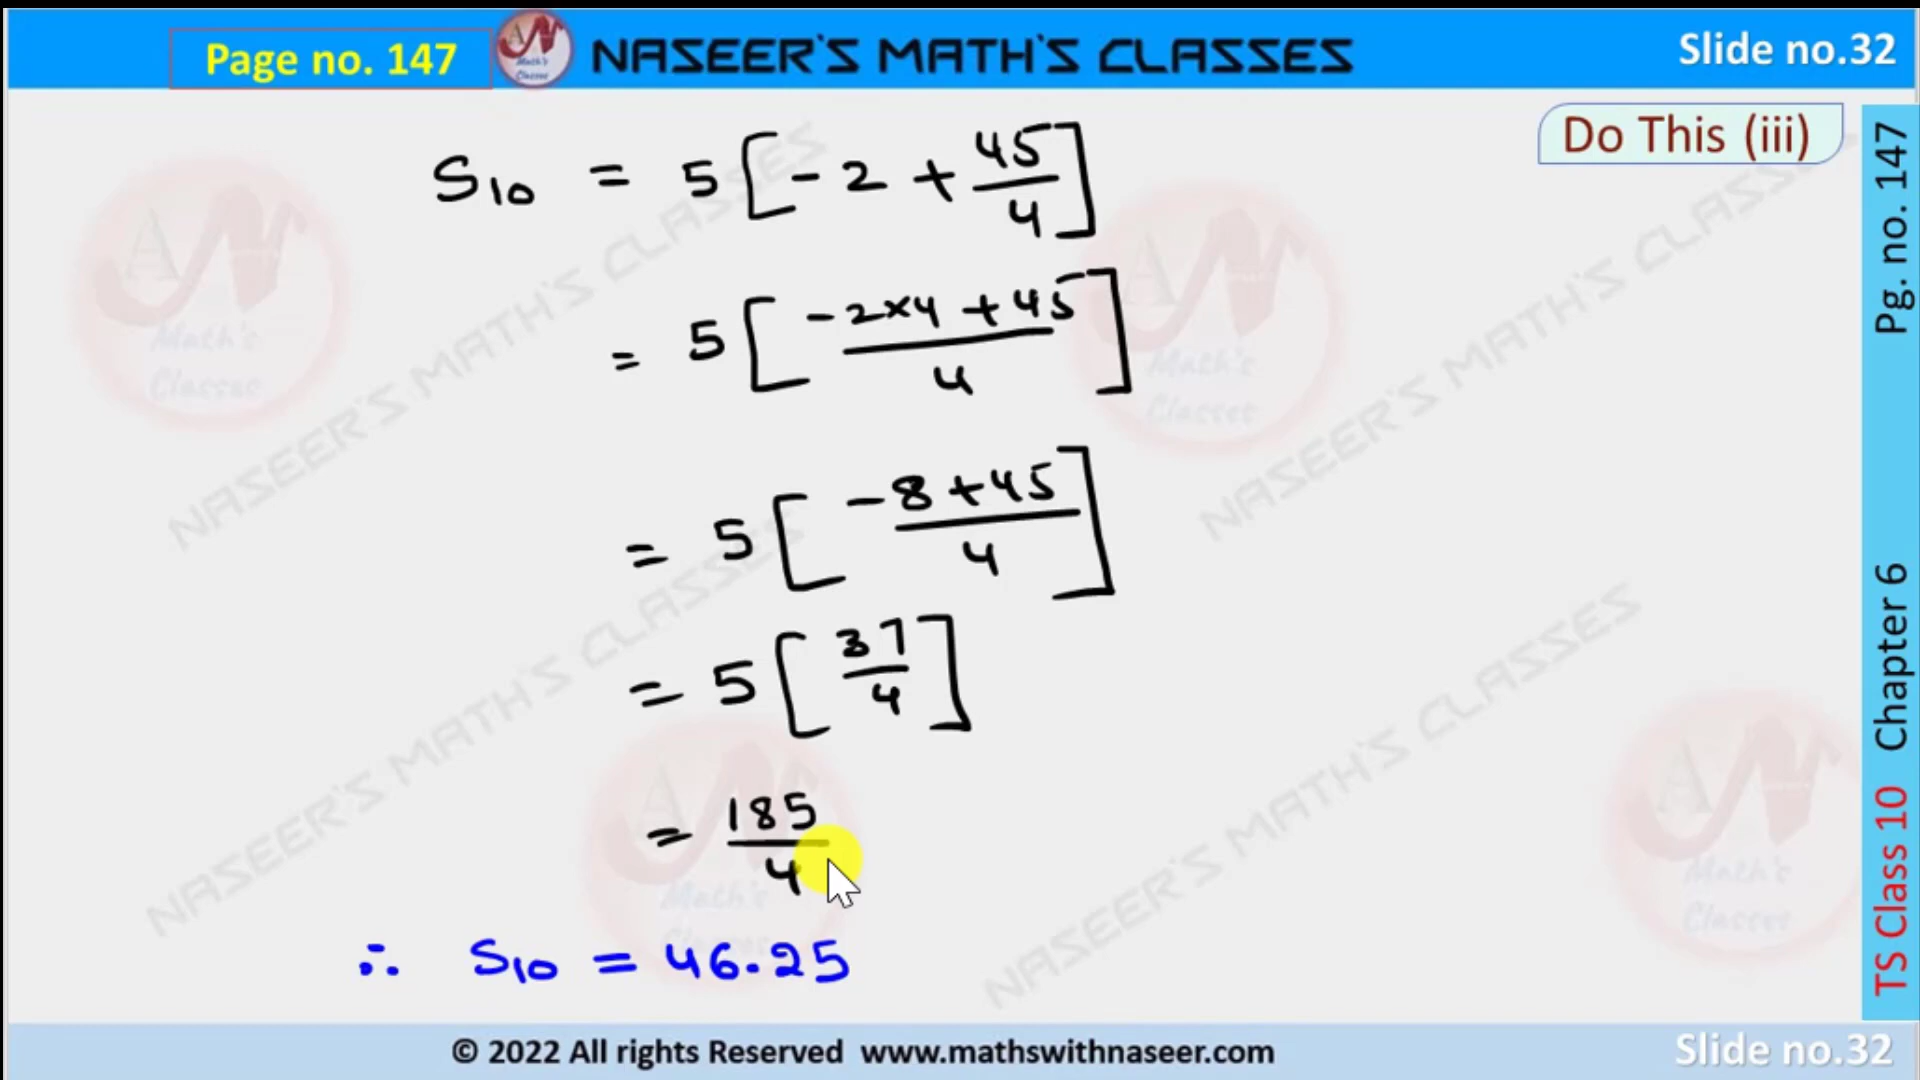 Page no. 147
NASEER'S MATH'S CLASSES
Slide no.32
Do This (iii)
S₁₀ = 5[-2 + 45/4]
= 5[(-2×4 + 45)/4]
= 5[(-8 + 45)/4]
= 5[37/4]
= 185/4
∴ S₁₀ = 46.25
TS Class 10 Chapter 6 Pg. no. 147
© 2022 All rights Reserved www.mathswithnaseer.com
Slide no.32